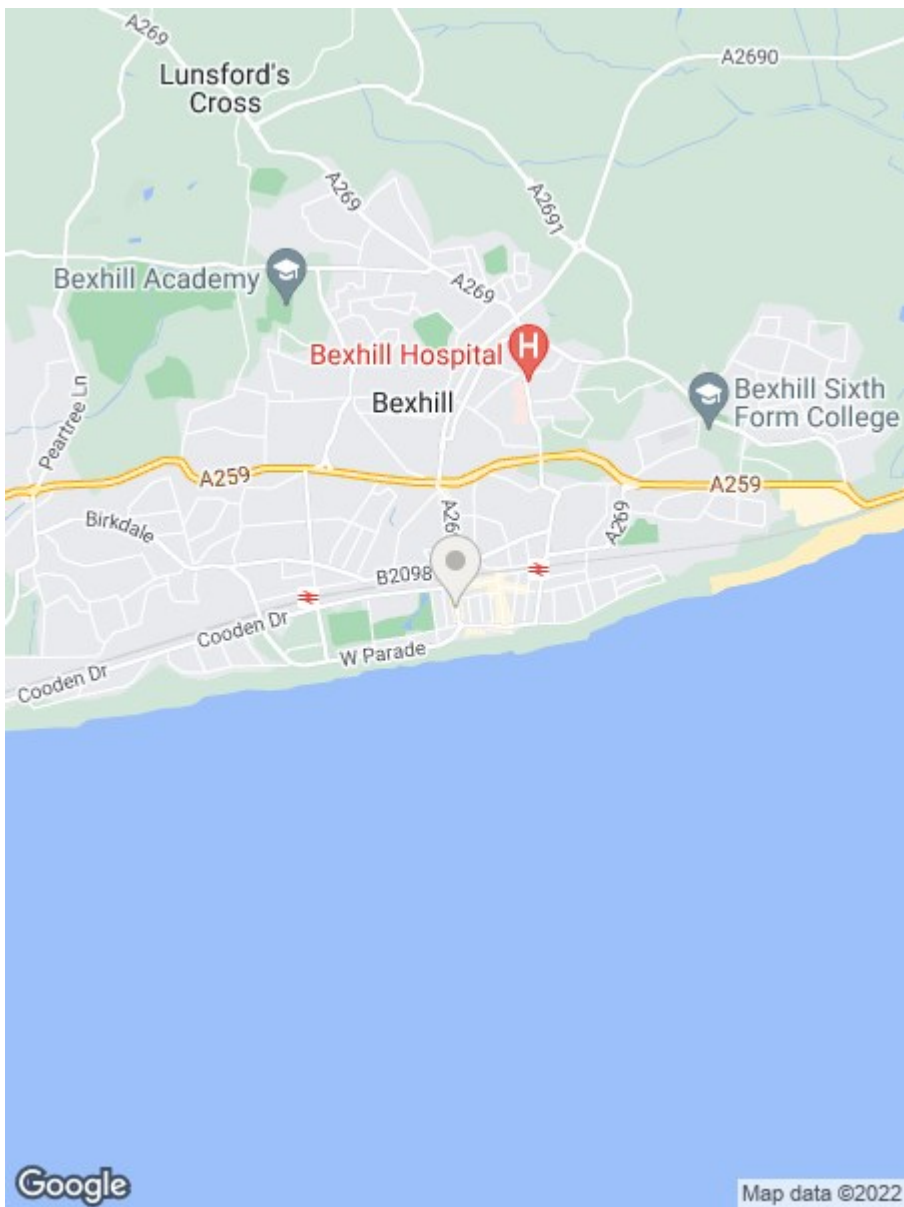 A269
A2690
Lunsford's
Cross
A269
A2691
Bexhill Academy
A269
Bexhill Hospital
H
Bexhill
Bexhill Sixth
Form College
Peartree Ln
A259
A259
Birkdale
A26
A269
B2098
Cooden Dr
W Parade
Cooden Dr
Google
Map data ©2022